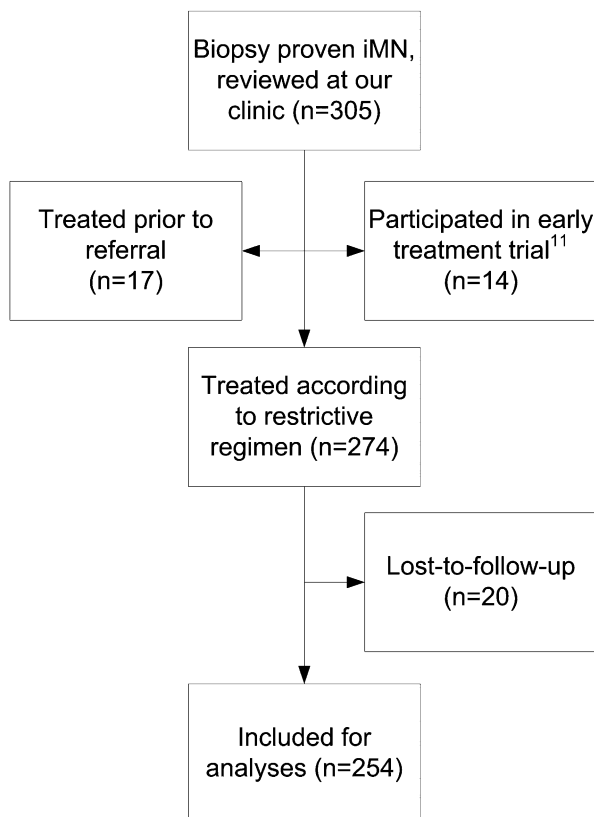 Biopsy proven iMN,
reviewed at our
clinic (n=305)
Treated prior to
referral
(n=17)
Participated in early
treatment trial11
(n=14)
Treated according
to restrictive
regimen (n=274)
Lost-to-follow-up
(n=20)
Included for
analyses (n=254)